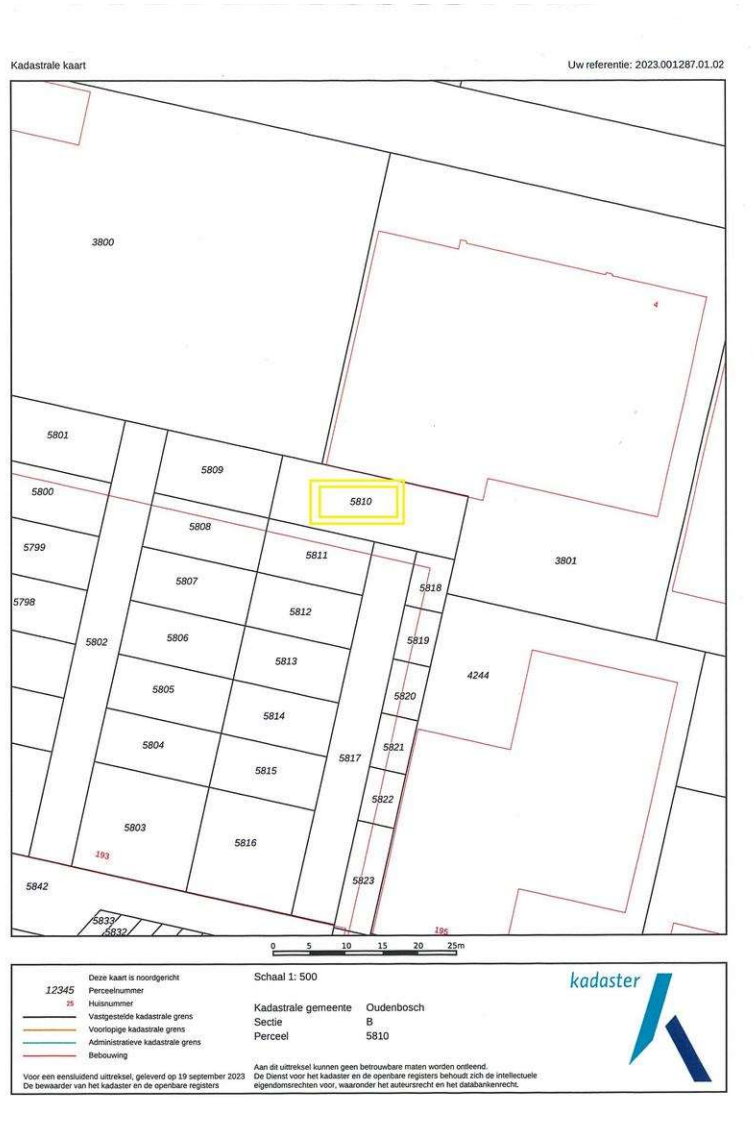 Kadastrale kaart
Uw referentie: 2023.001287.01.02
3800
4
5801
5809
5800
5810
5808
5799
5811
3801
5807
5818
5798
5812
5802
5806
5819
5813
4244
5805
5820
5814
5804
5821
5817
5815
5822
5803
5816
193
5823
5842
5833
5832
195
0 5 10 15 20 25m
Deze kaart is noordgericht
12345 Perceelnummer
25 Huisnummer
Vastgestelde kadastrale grens
Voorlopige kadastrale grens
Administratieve kadastrale grens
Bebouwing
Voor een eensluidend uittreksel, geleverd op 19 september 2023
De bewaarder van het kadaster en de openbare registers
Schaal 1: 500
Kadastrale gemeente Oudenbosch
Sectie B
Perceel 5810
Aan dit uittreksel kunnen geen betrouwbare maten worden ontleend.
De Dienst voor het kadaster en de openbare registers behoudt zich de intellectuele
eigendomsrechten voor, waaronder het auteursrecht en het databankenrecht.
kadaster